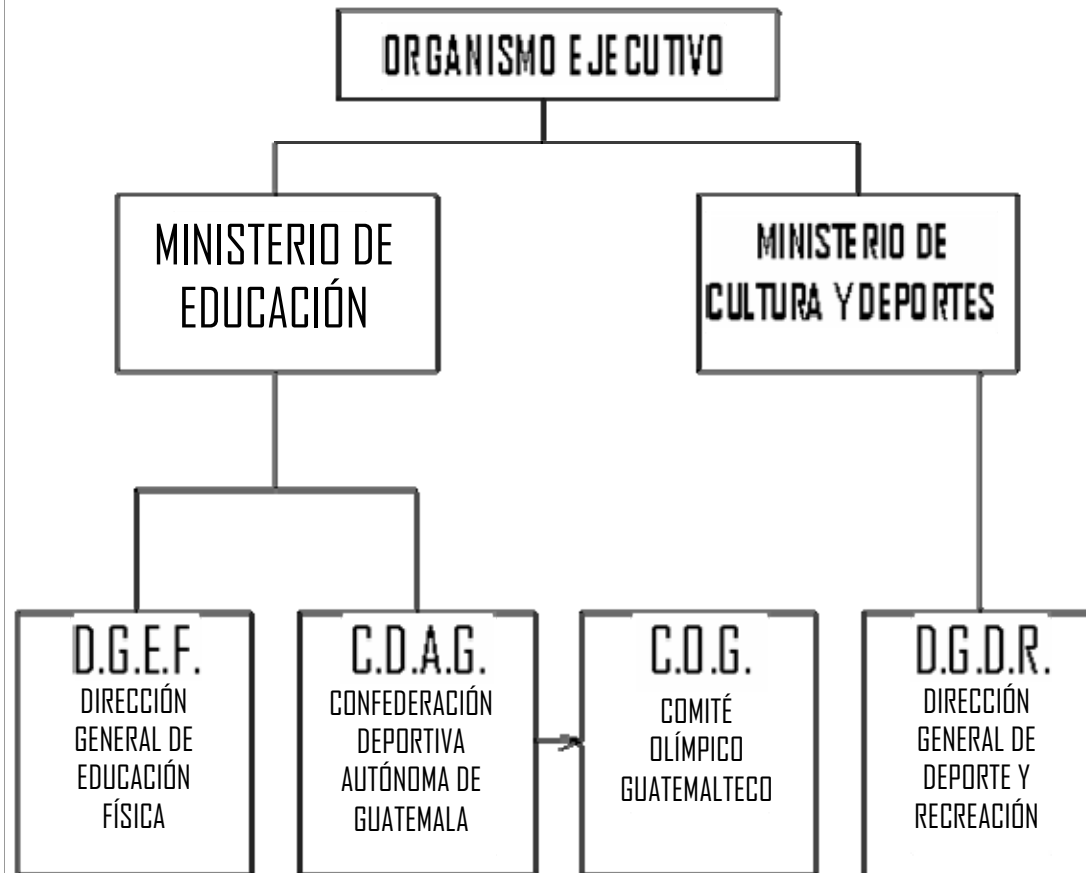 ORGANISMO EJECUTIVO
MINISTERIO DE
EDUCACIÓN
MINISTERIO DE
CULTURA Y DEPORTES
D.G.E.F.
DIRECCIÓN
GENERAL DE
EDUCACIÓN
FÍSICA
C.D.A.G.
CONFEDERACIÓN
DEPORTIVA
AUTÓNOMA DE
GUATEMALA
C.O.G.
COMITÉ
OLÍMPICO
GUATEMALTECO
D.G.D.R.
DIRECCIÓN
GENERAL DE
DEPORTE Y
RECREACIÓN